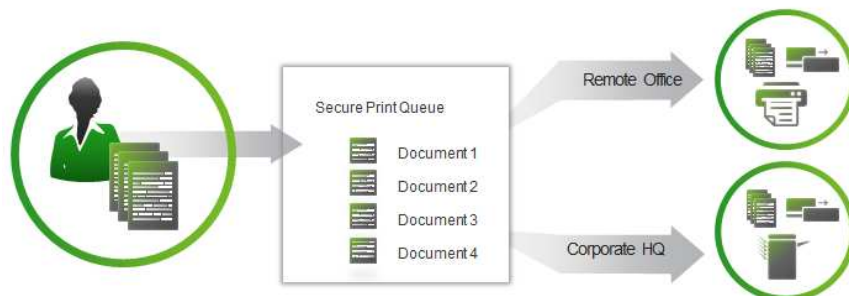 Secure Print Queue
Document 1
Document 2
Document 3
Document 4
Remote Office
Corporate HQ